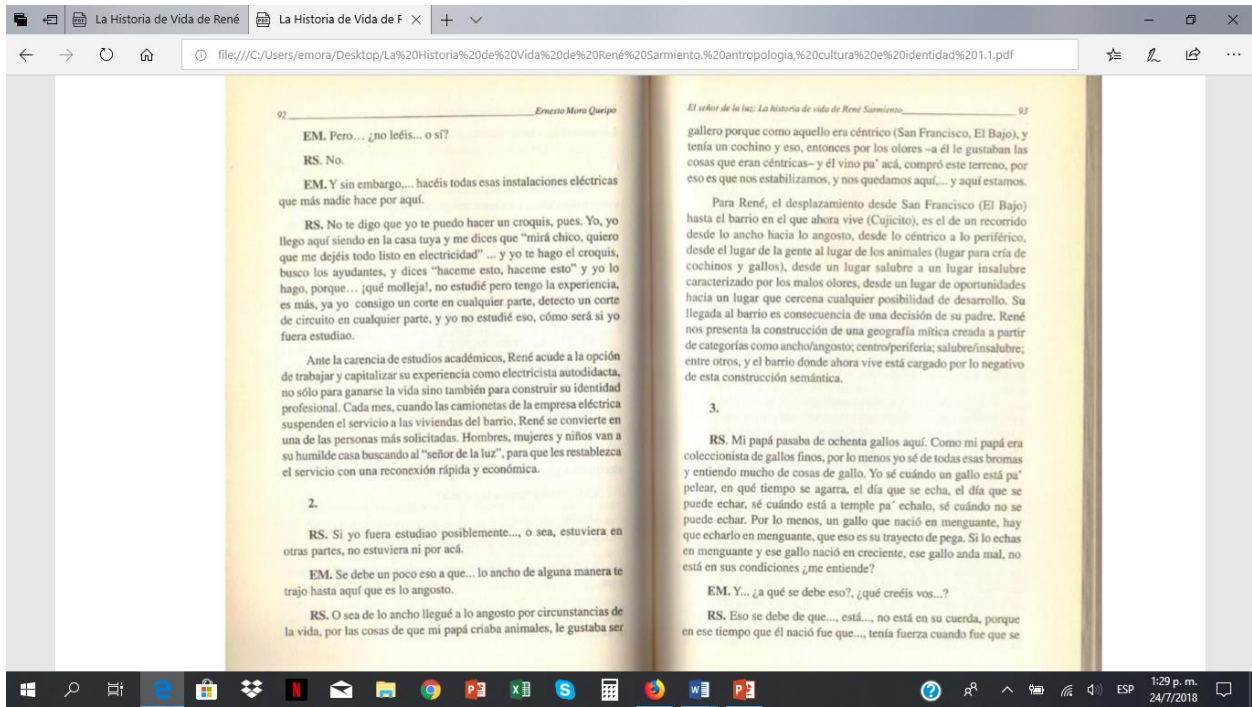 La Historia de Vida de René
La Historia de Vida de F
file:///C:/Users/emora/Desktop/La%20Historia%20de%20Vida%20de%20René%20Sarmiento.%20antropologia,%20cultura%20e%20identidad%201.1.pdf
92 Ernesto Mora Queipo
EM. Pero… ¿no leéis... o sí?
RS. No.
EM. Y sin embargo,... hacéis todas esas instalaciones eléctricas
que más nadie hace por aquí.
RS. No te digo que yo te puedo hacer un croquis, pues. Yo, yo
llego aquí siendo en la casa tuya y me dices que “mirá chico, quiero
que me dejéis todo listo en electricidad” ... y yo te hago el croquis,
busco los ayudantes, y dices “haceme esto, haceme esto” y yo lo
hago, porque… ¡qué molleja!, no estudié pero tengo la experiencia,
es más, ya yo consigo un corte en cualquier parte, detecto un corte
de circuito en cualquier parte, y yo no estudié eso, cómo será si yo
fuera estudiao.
Ante la carencia de estudios académicos, René acude a la opción
de trabajar y capitalizar su experiencia como electricista autodidacta,
no sólo para ganarse la vida sino también para construir su identidad
profesional. Cada mes, cuando las camionetas de la empresa eléctrica
suspenden el servicio a las viviendas del barrio, René se convierte en
una de las personas más solicitadas. Hombres, mujeres y niños van a
su humilde casa buscando al “señor de la luz”, para que les restablezca
el servicio con una reconexión rápida y económica.
2.
RS. Si yo fuera estudiao posiblemente..., o sea, estuviera en
otras partes, no estuviera ni por acá.
EM. Se debe un poco eso a que... lo ancho de alguna manera te
trajo hasta aquí que es lo angosto.
RS. O sea de lo ancho llegué a lo angosto por circunstancias de
la vida, por las cosas de que mi papá criaba animales, le gustaba ser
El señor de la luz: La historia de vida de René Sarmiento 93
gallero porque como aquello era céntrico (San Francisco, El Bajo), y
tenía un cochino y eso, entonces por los olores –a él le gustaban las
cosas que eran céntricas– y él vino pa’ acá, compró este terreno, por
eso es que nos estabilizamos, y nos quedamos aquí,... y aquí estamos.
Para René, el desplazamiento desde San Francisco (El Bajo)
hasta el barrio en el que ahora vive (Cujicito), es el de un recorrido
desde lo ancho hacia lo angosto, desde lo céntrico a lo periférico,
desde el lugar de la gente al lugar de los animales (lugar para cría de
cochinos y gallos), desde un lugar salubre a un lugar insalubre
caracterizado por los malos olores, desde un lugar de oportunidades
hacia un lugar que cercena cualquier posibilidad de desarrollo. Su
llegada al barrio es consecuencia de una decisión de su padre. René
nos presenta la construcción de una geografía mítica creada a partir
de categorías como ancho/angosto; centro/periferia; salubre/insalubre;
entre otros, y el barrio donde ahora vive está cargado por lo negativo
de esta construcción semántica.
3.
RS. Mi papá pasaba de ochenta gallos aquí. Como mi papá era
coleccionista de gallos finos, por lo menos yo sé de todas esas bromas
y entiendo mucho de cosas de gallo. Yo sé cuándo un gallo está pa’
pelear, en qué tiempo se agarra, el día que se echa, el día que se
puede echar, sé cuándo está a temple pa´ echalo, sé cuándo no se
puede echar. Por lo menos, un gallo que nació en menguante, hay
que echarlo en menguante, que eso es su trayecto de pega. Si lo echas
en menguante y ese gallo nació en creciente, ese gallo anda mal, no
está en sus condiciones ¿me entiende?
EM. Y... ¿a qué se debe eso?, ¿qué creéis vos...?
RS. Eso se debe de que..., está..., no está en su cuerda, porque
en ese tiempo que él nació fue que..., tenía fuerza cuando fue que se
ESP
1:29 p. m.
24/7/2018